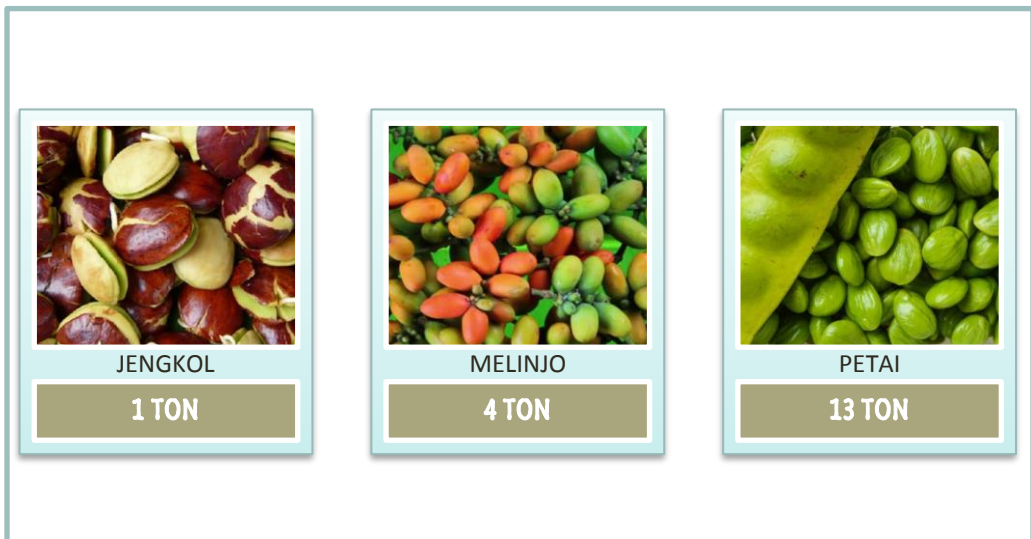 JENGKOL
1 TON
MELINJO
4 TON
PETAI
13 TON